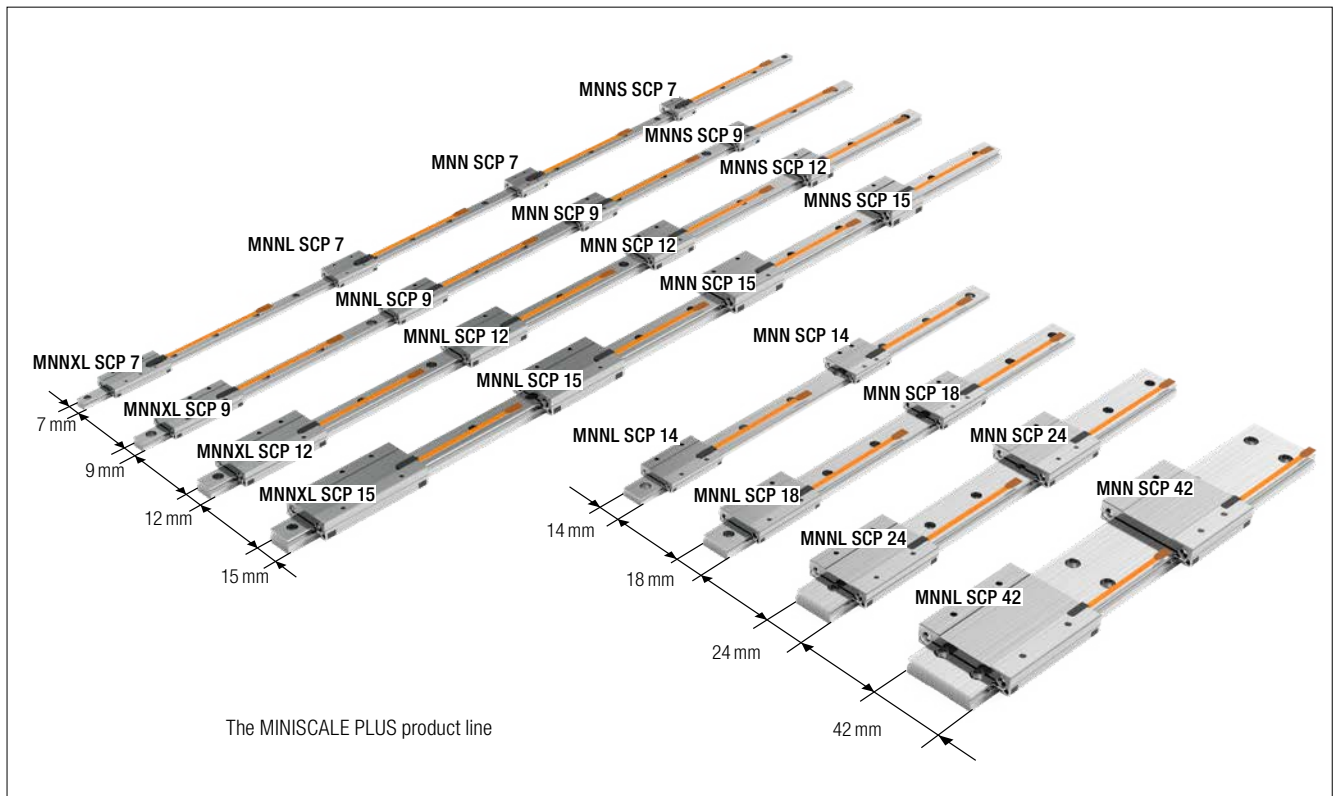 MNNS SCP 7
MNN SCP 7
MNNL SCP 7
MNNXL SCP 7
7 mm
MNNS SCP 9
MNN SCP 9
MNNL SCP 9
MNNXL SCP 9
9 mm
MNNS SCP 12
MNN SCP 12
MNNL SCP 12
MNNXL SCP 12
12 mm
MNNS SCP 15
MNN SCP 15
MNNL SCP 15
MNNXL SCP 15
15 mm
MNN SCP 14
MNNL SCP 14
14 mm
MNN SCP 18
MNNL SCP 18
18 mm
MNN SCP 24
MNNL SCP 24
24 mm
MNN SCP 42
MNNL SCP 42
42 mm
The MINISCALE PLUS product line